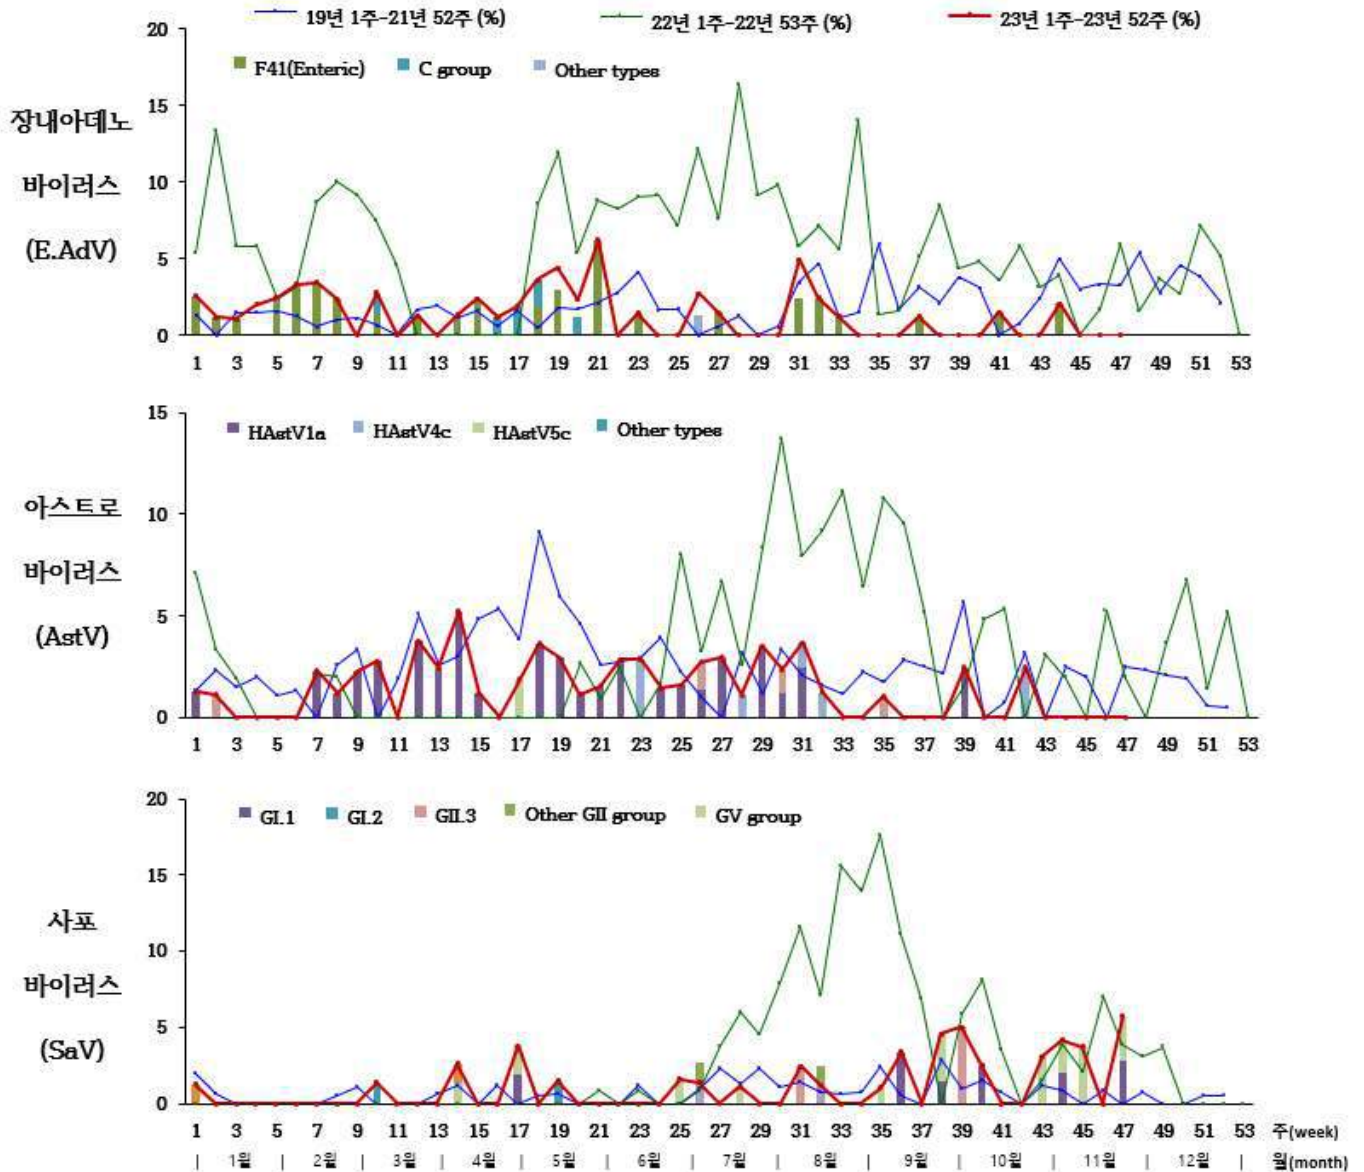 19년 1주-21년 52주 (%) 22년 1주-22년 53주 (%) 23년 1주-23년 52주 (%)
F41(Enteric) C group Other types
장내아데노
바이러스
(E.AdV)
20
15
10
5
0
1 3 5 7 9 11 13 15 17 19 21 23 25 27 29 31 33 35 37 39 41 43 45 47 49 51 53
HAstV1a HAstV4c HAstV5c Other types
아스트로
바이러스
(AstV)
15
10
5
0
1 3 5 7 9 11 13 15 17 19 21 23 25 27 29 31 33 35 37 39 41 43 45 47 49 51 53
GI.1 GI.2 GII.3 Other GII group GV group
사포
바이러스
(SaV)
20
15
10
5
0
1 3 5 7 9 11 13 15 17 19 21 23 25 27 29 31 33 35 37 39 41 43 45 47 49 51 53 주(week)
| 1월 | 2월 | 3월 | 4월 | 5월 | 6월 | 7월 | 8월 | 9월 | 10월 | 11월 | 12월 | 월(month)